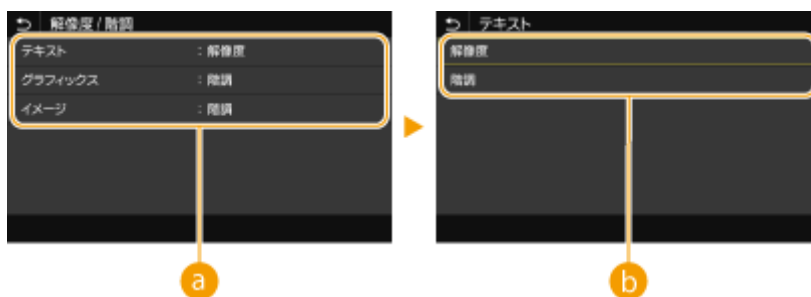 解像度 / 階調
テキスト : 解像度
グラフィックス : 階調
イメージ : 階調
a
テキスト
解像度
階調
b